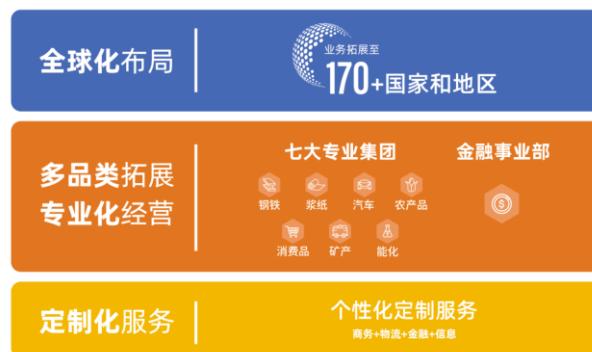 全球化布局
业务拓展至
170+国家和地区
多品类拓展
专业化经营
七大专业集团
金融事业部
钢铁 浆纸 汽车 农产品
消费品 矿产 能化
定制化服务
个性化定制服务
商务+物流+金融+信息